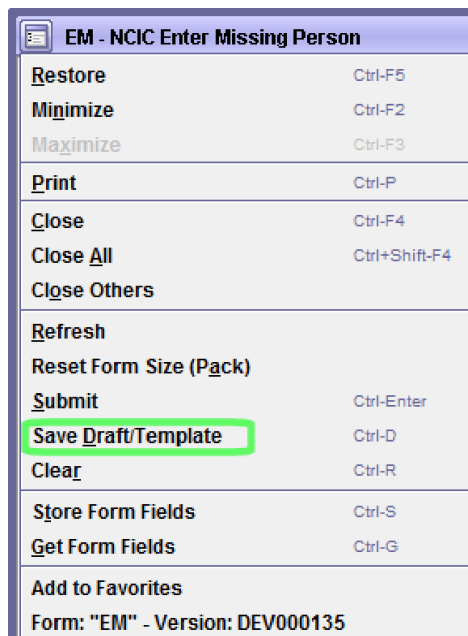 EM - NCIC Enter Missing Person
Restore Ctrl-F5
Minimize Ctrl-F2
Maximize Ctrl-F3
Print Ctrl-P
Close Ctrl-F4
Close All Ctrl+Shift-F4
Close Others
Refresh
Reset Form Size (Pack)
Submit Ctrl-Enter
Save Draft/Template Ctrl-D
Clear Ctrl-R
Store Form Fields Ctrl-S
Get Form Fields Ctrl-G
Add to Favorites
Form: "EM" - Version: DEV000135